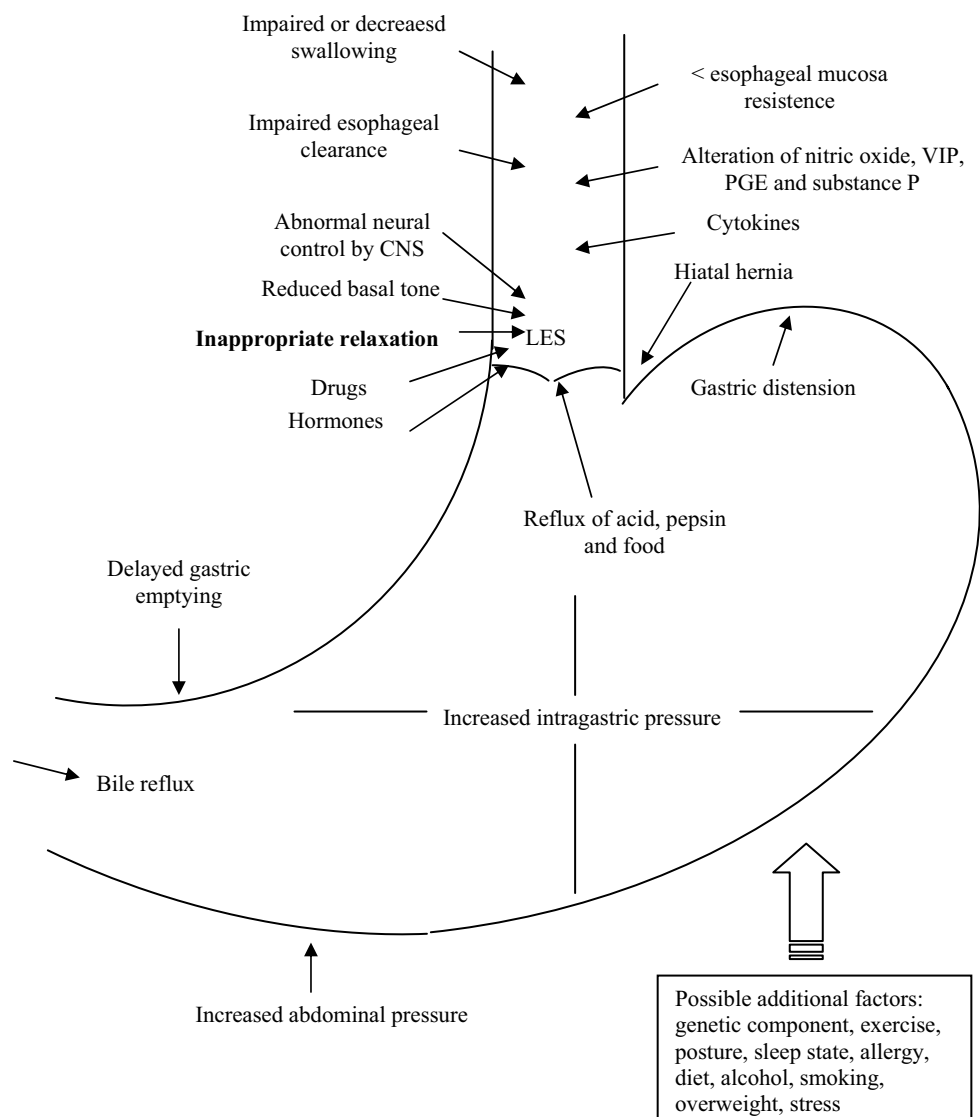 Impaired or decreaesd
swallowing
< esophageal mucosa
resistence
Impaired esophageal
clearance
Alteration of nitric oxide, VIP,
PGE and substance P
Abnormal neural
control by CNS
Cytokines
Hiatal hernia
Reduced basal tone
Inappropriate relaxation
LES
Drugs
Hormones
Gastric distension
Reflux of acid, pepsin
and food
Delayed gastric
emptying
Increased intragastric pressure
Bile reflux
Increased abdominal pressure
Possible additional factors:
genetic component, exercise,
posture, sleep state, allergy,
diet, alcohol, smoking,
overweight, stress